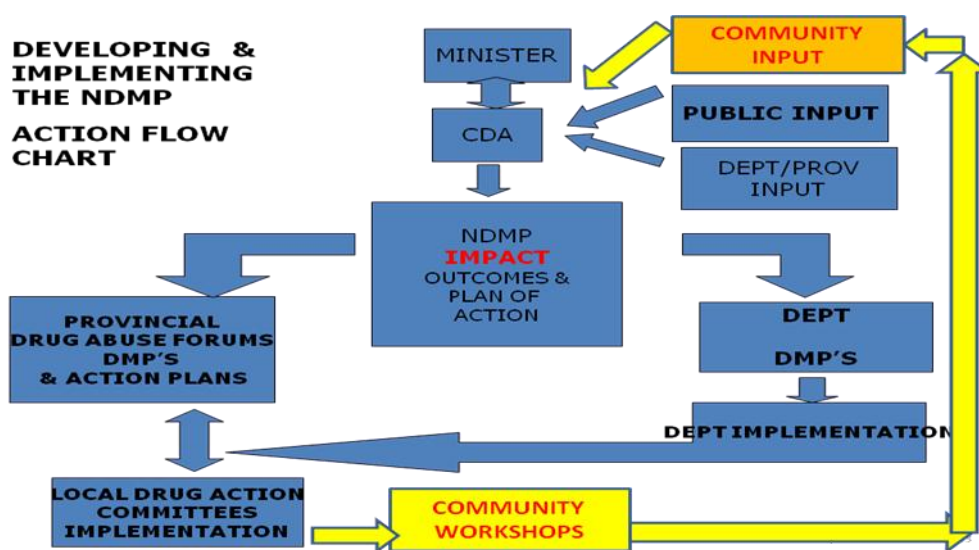 DEVELOPING &
IMPLEMENTING
THE NDMP
ACTION FLOW
CHART
MINISTER
CDA
COMMUNITY
INPUT
PUBLIC INPUT
DEPT/PROV
INPUT
NDMP
IMPACT
OUTCOMES &
PLAN OF
ACTION
PROVINCIAL
DRUG ABUSE FORUMS
DMP'S
& ACTION PLANS
DEPT
DMP'S
DEPT IMPLEMENTATION
LOCAL DRUG ACTION
COMMITTEES
IMPLEMENTATION
COMMUNITY
WORKSHOPS